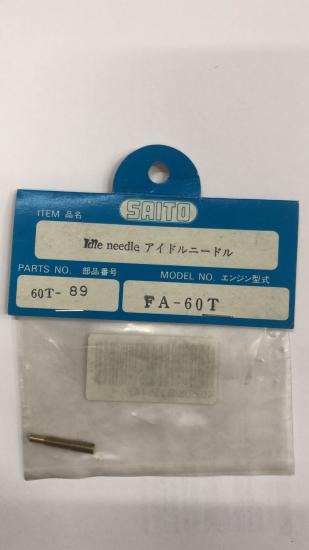 SAITO
ITEM 品名
Idle needle アイドルニードル
PARTS NO. 部品番号
MODEL NO. エンジン型式
60T-89
FA-60T